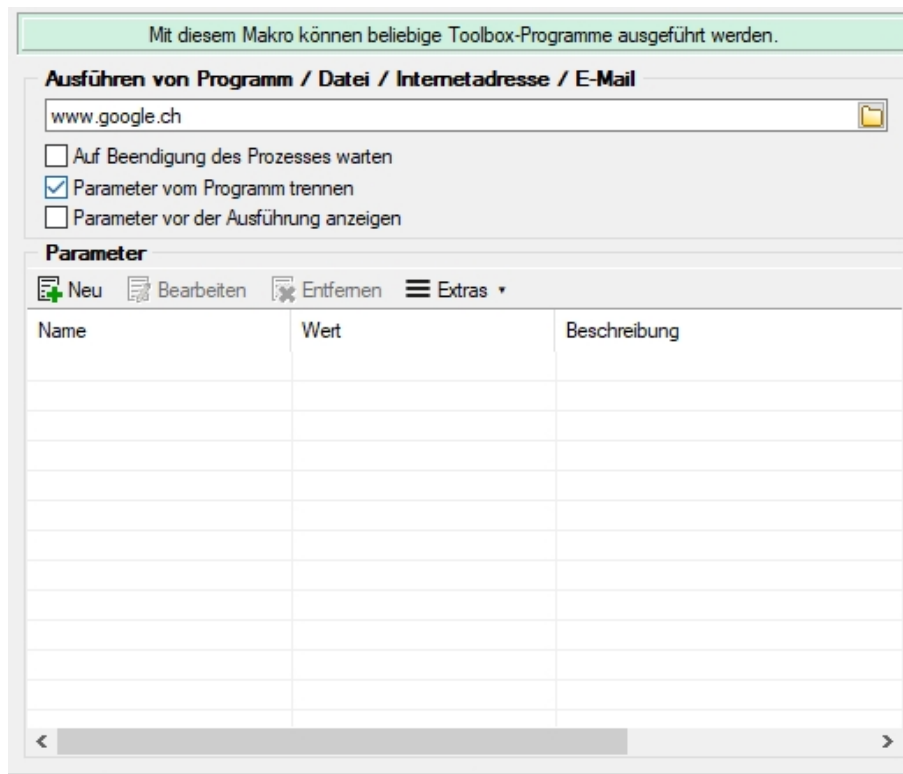 Mit diesem Makro können beliebige Toolbox-Programme ausgeführt werden.
Ausführen von Programm / Datei / Internetadresse / E-Mail
www.google.ch
Auf Beendigung des Prozesses warten
Parameter vom Programm trennen
Parameter vor der Ausführung anzeigen
Parameter
Neu Bearbeiten Entfernen Extras
Name Wert Beschreibung